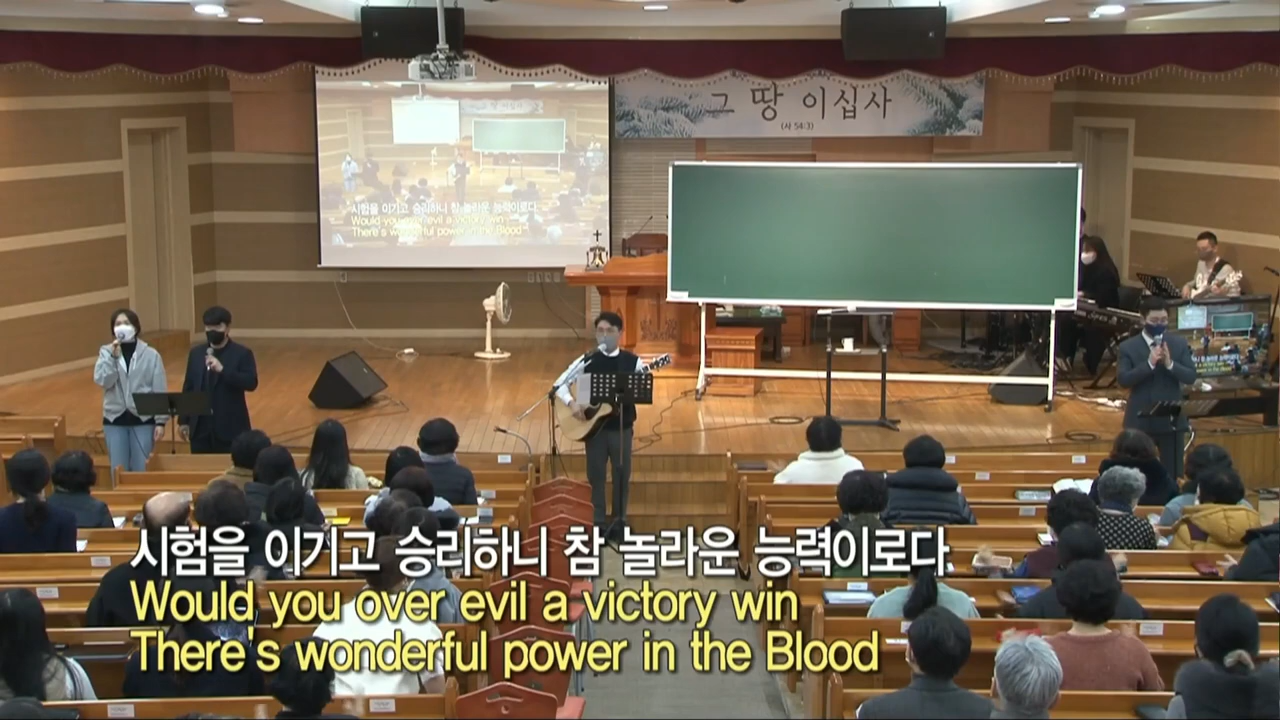 그 땅 이십사
(사 54:3)
시험을 이기고 승리하니 참 놀라운 능력이로다
Would you over evil a victory win
There's wonderful power in the Blood
시험을 이기고 승리하니 참 놀라운 능력이로다.
Would you over evil a victory win
There's wonderful power in the Blood